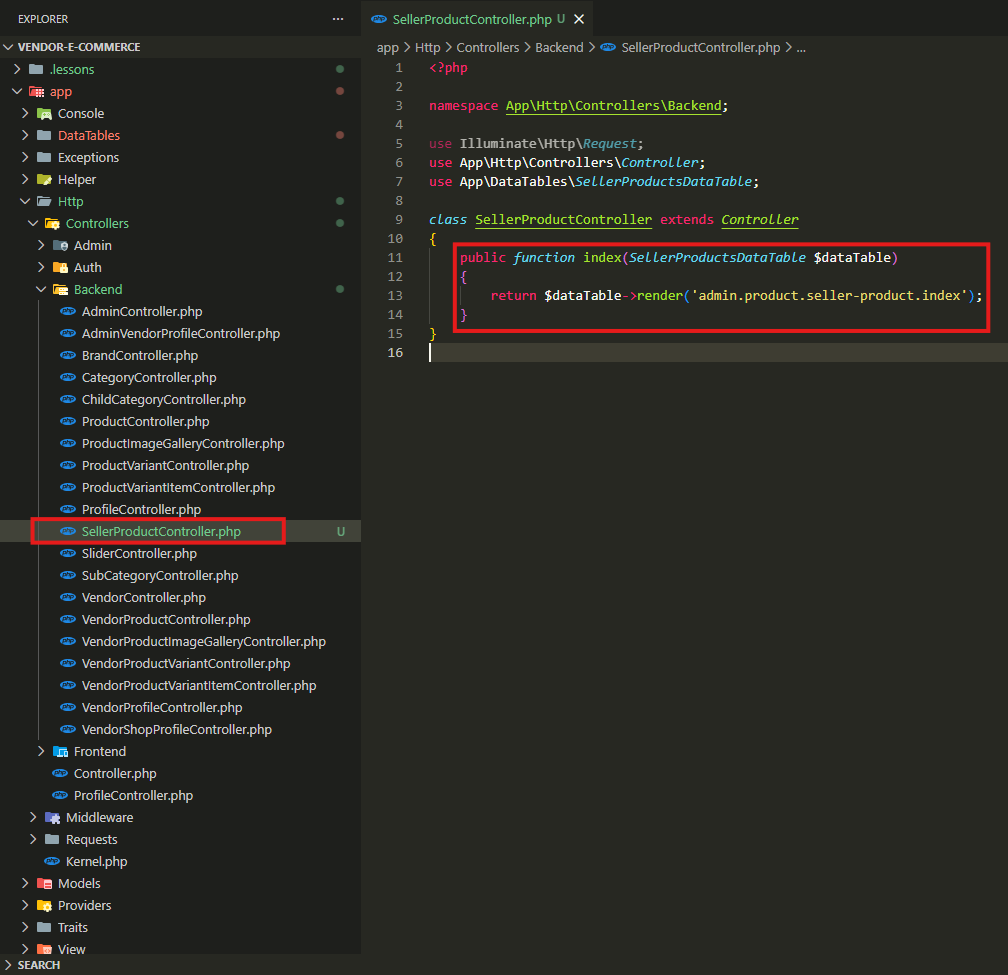 EXPLORER
...
VENDOR-E-COMMERCE
.lessons
app
Console
DataTables
Exceptions
Helper
Http
Controllers
Admin
Auth
Backend
AdminController.php
AdminVendorProfileController.php
BrandController.php
CategoryController.php
ChildCategoryController.php
ProductController.php
ProductImageGalleryController.php
ProductVariantController.php
ProductVariantItemController.php
ProfileController.php
SellerProductController.php U
SliderController.php
SubCategoryController.php
VendorController.php
VendorProductController.php
VendorProductImageGalleryController.php
VendorProductVariantController.php
VendorProductVariantItemController.php
VendorProfileController.php
VendorShopProfileController.php
Frontend
Controller.php
ProfileController.php
Middleware
Requests
Kernel.php
Models
Providers
Traits
View
SEARCH
SellerProductController.php U
app > Http > Controllers > Backend > SellerProductController.php > ...
1 <?php
2
3 namespace App\Http\Controllers\Backend;
4
5 use Illuminate\Http\Request;
6 use App\Http\Controllers\Controller;
7 use App\DataTables\SellerProductsDataTable;
8
9 class SellerProductController extends Controller
10 {
11     public function index(SellerProductsDataTable $dataTable)
12     {
13         return $dataTable->render('admin.product.seller-product.index');
14     }
15 }
16